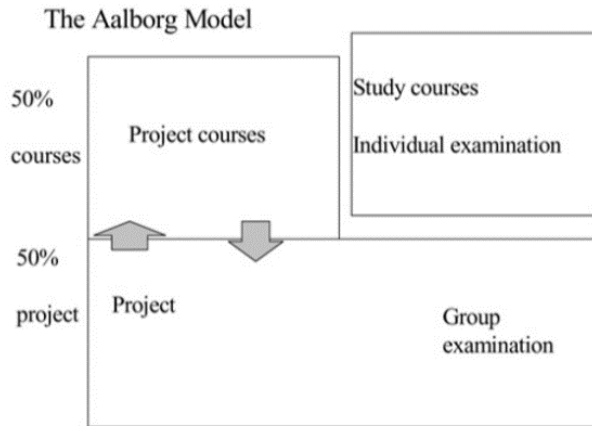 The Aalborg Model
50%
courses
Project courses
Study courses
Individual examination
50%
project
Project
Group
examination